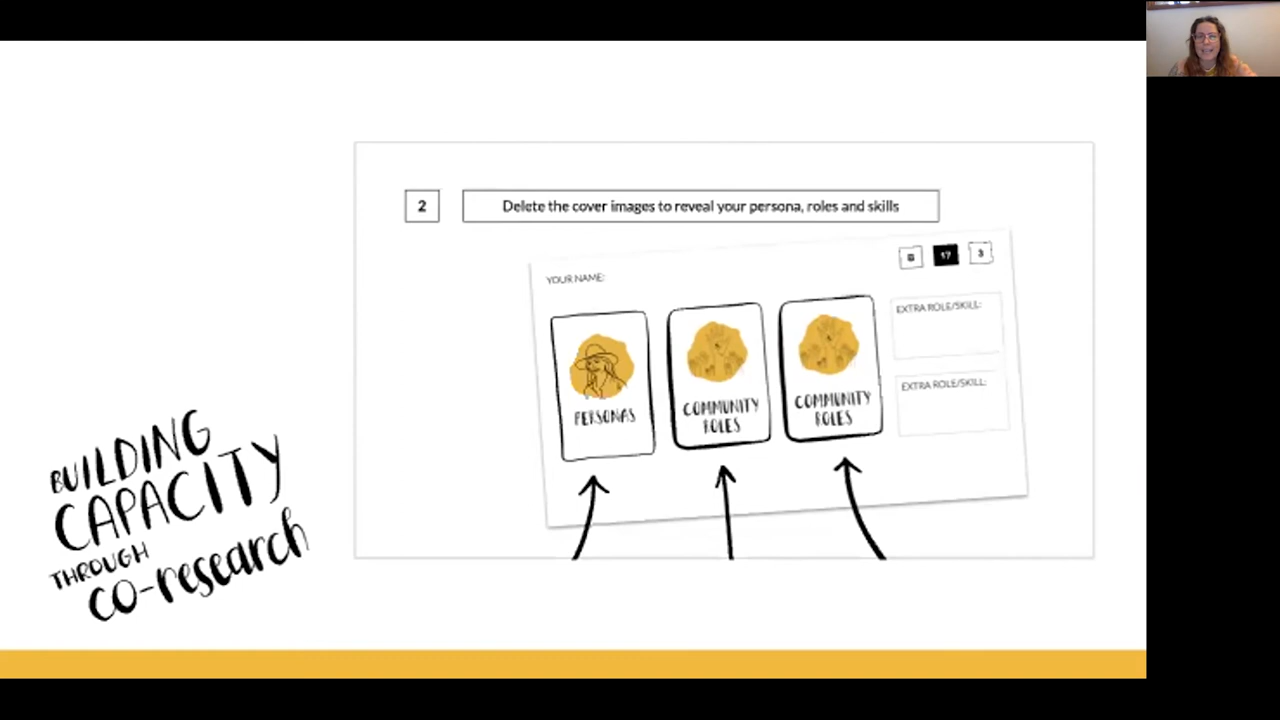 2
Delete the cover images to reveal your persona, roles and skills
YOUR NAME:
17
3
EXTRA ROLE/SKILL:
EXTRA ROLE/SKILL:
PERSONAS
COMMUNITY
ROLES
COMMUNITY
ROLES
BUILDING
CAPACITY
THROUGH
co-research